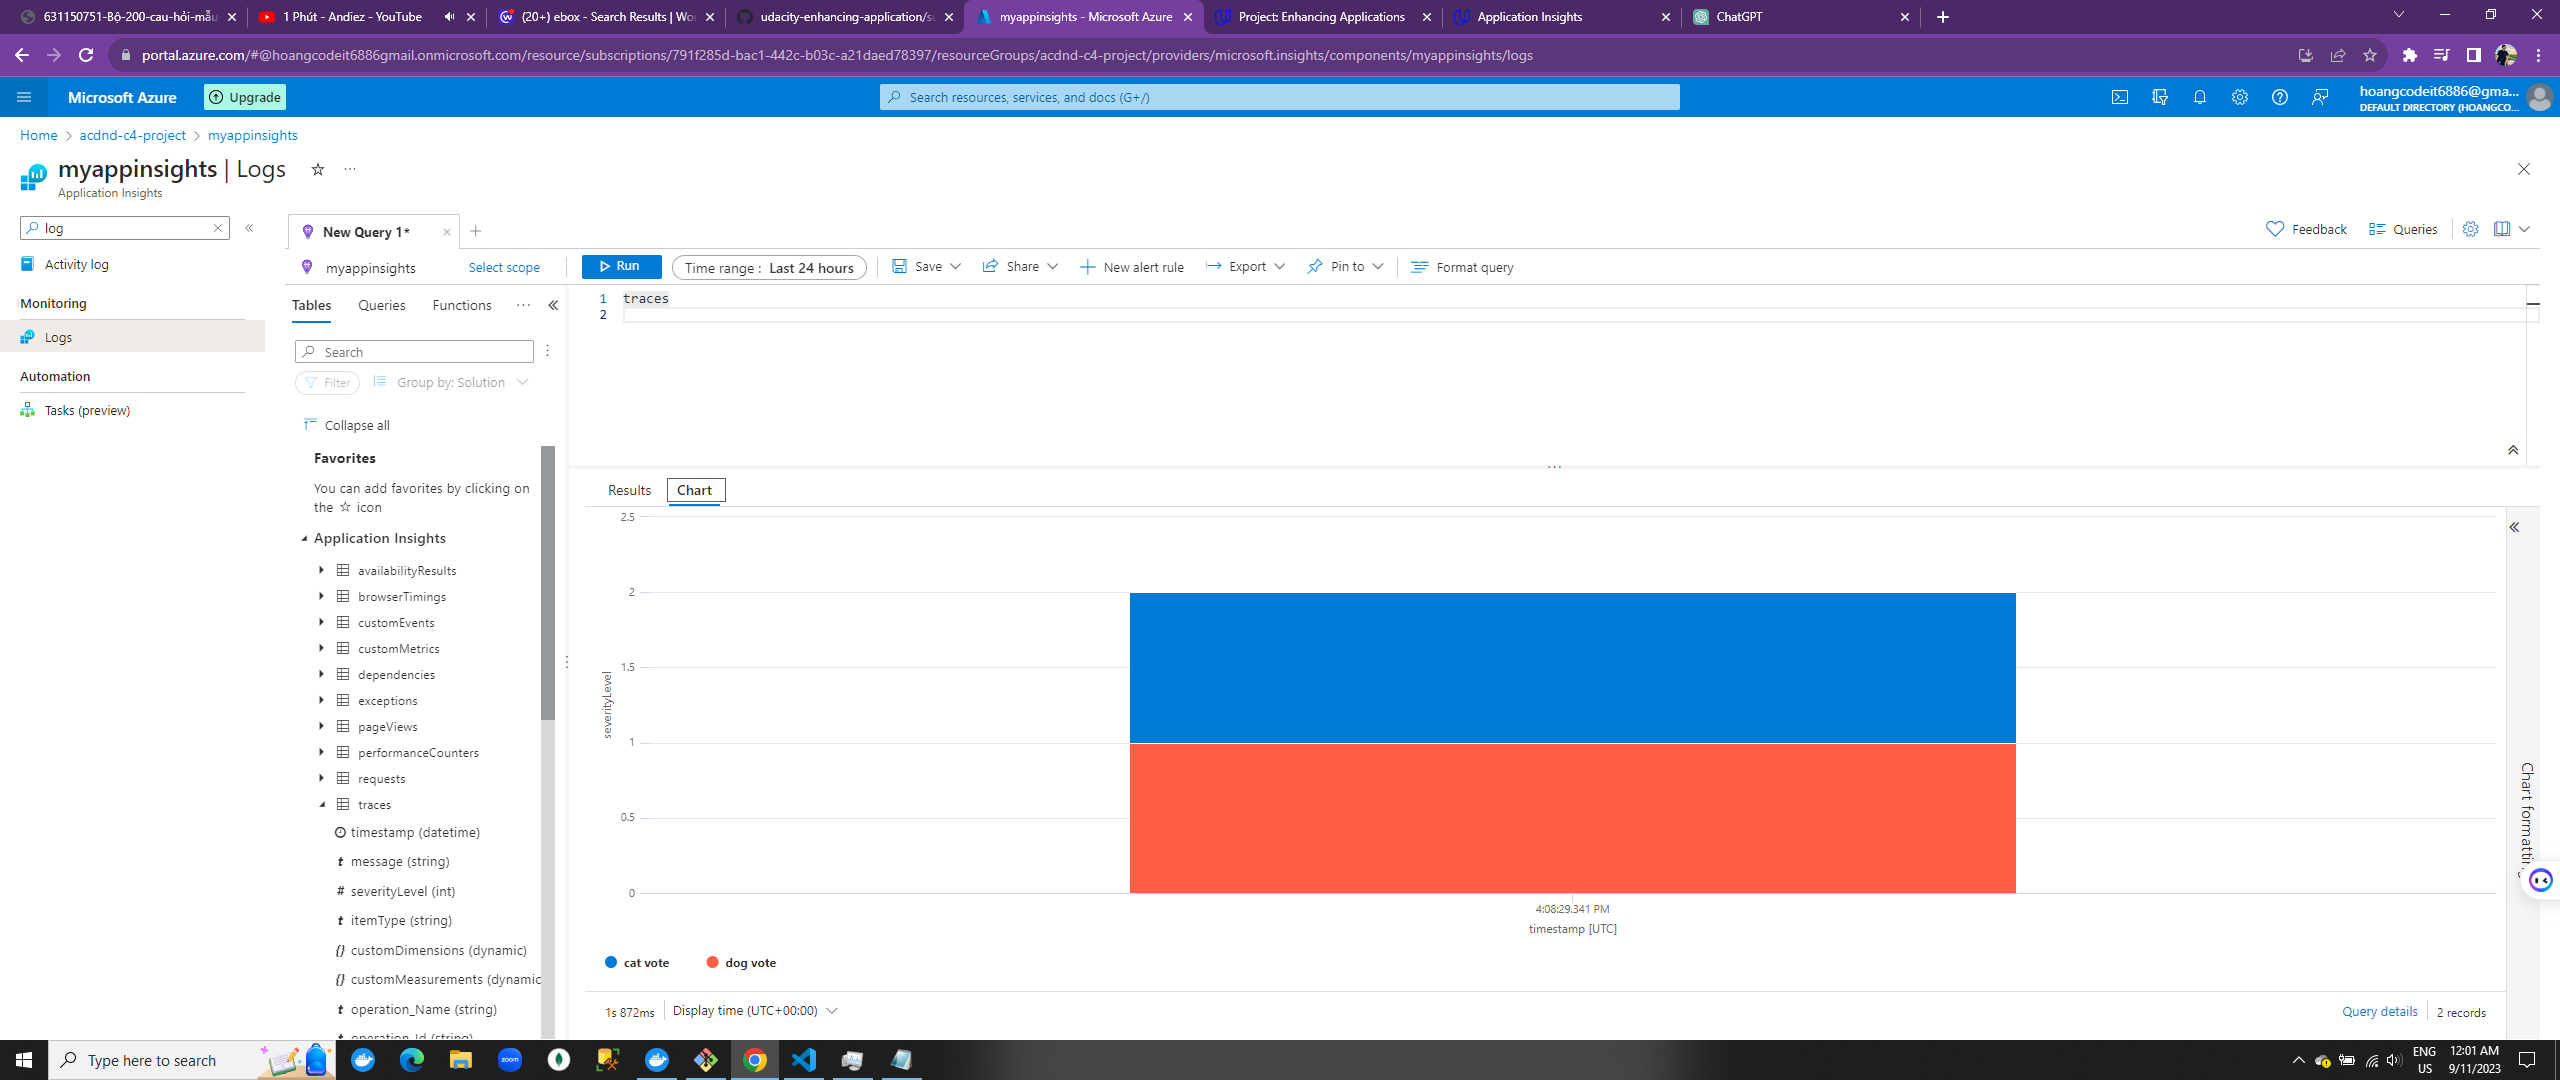 631150751-Bộ-200-cau-hỏi-mẫu
1 Phút - Andiez - YouTube
(20+) ebox - Search Results | Wor
udacity-enhancing-application/su
myappinsights - Microsoft Azure
Project: Enhancing Applications
Application Insights
ChatGPT
portal.azure.com/#@hoangcodeit6886gmail.onmicrosoft.com/resource/subscriptions/791f285d-bac1-442c-b03c-a21daed78397/resourceGroups/acdnd-c4-project/providers/microsoft.insights/components/myappinsights/logs
Microsoft Azure
Upgrade
Search resources, services, and docs (G+/)
hoangcodeit6886@gma...
DEFAULT DIRECTORY (HOANGCO...
Home > acdnd-c4-project > myappinsights
myappinsights | Logs
Application Insights
log
Activity log
Monitoring
Logs
Automation
Tasks (preview)
New Query 1*
Feedback
Queries
myappinsights
Select scope
Run
Time range : Last 24 hours
Save
Share
New alert rule
Export
Pin to
Format query
Tables
Queries
Functions
Search
Filter
Group by: Solution
Collapse all
Favorites
You can add favorites by clicking on
the ☆ icon
Application Insights
availabilityResults
browserTimings
customEvents
customMetrics
dependencies
exceptions
pageViews
performanceCounters
requests
traces
timestamp (datetime)
t message (string)
# severityLevel (int)
t itemType (string)
{} customDimensions (dynamic)
{} customMeasurements (dynamic
t operation_Name (string)
t operation_Id (string)
1 traces
2
Results
Chart
2.5
2
1.5
1
0.5
0
severityLevel
4:08:29.341 PM
timestamp [UTC]
cat vote
dog vote
Chart formatting
1s 872ms
Display time (UTC+00:00)
Query details
2 records
Type here to search
zoom
ENG
US
12:01 AM
9/11/2023